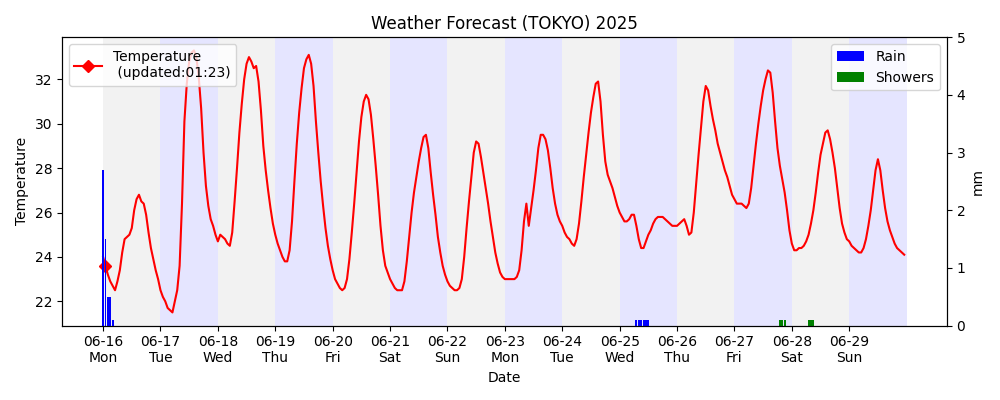 Weather Forecast (TOKYO) 2025
Temperature
(updated:01:23)
Rain
Showers
Temperature
32
30
28
26
24
22
5
4
3
2
1
0
mm
06-16 06-17 06-18 06-19 06-20 06-21 06-22 06-23 06-24 06-25 06-26 06-27 06-28 06-29
Mon Tue Wed Thu Fri Sat Sun Mon Tue Wed Thu Fri Sat Sun
Date